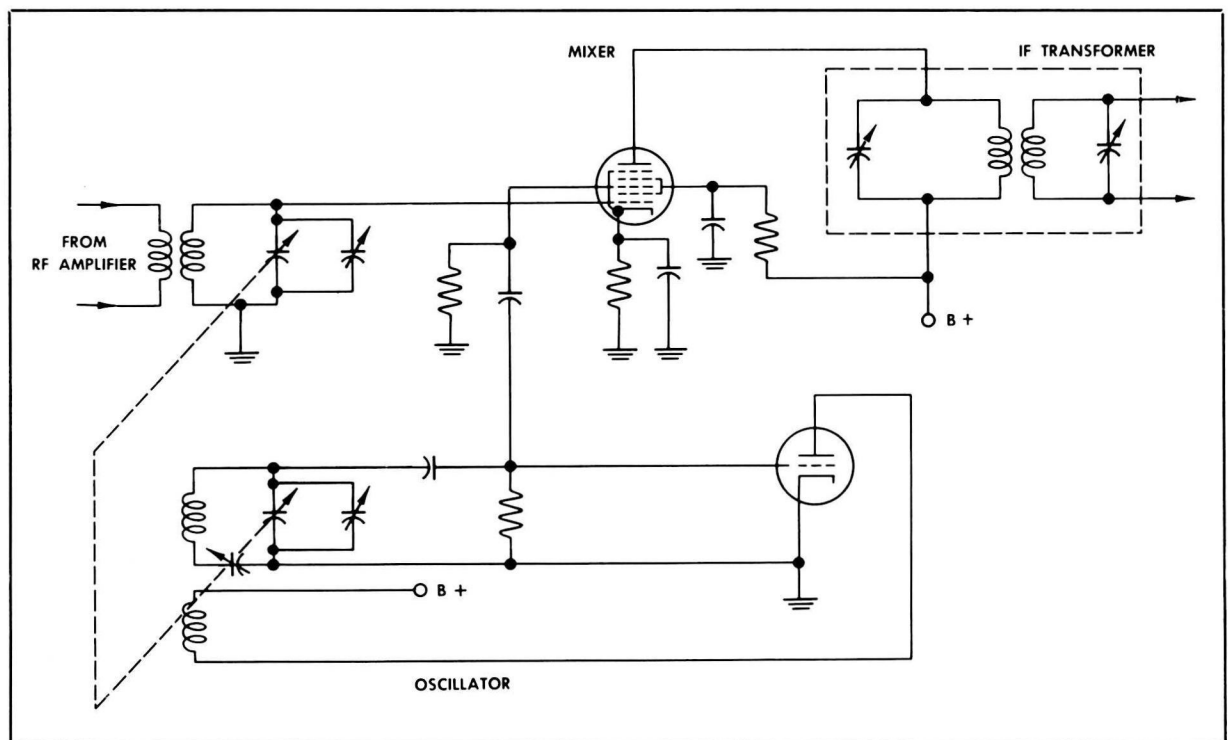 MIXER
IF TRANSFORMER
FROM
RF AMPLIFIER
B +
B +
OSCILLATOR